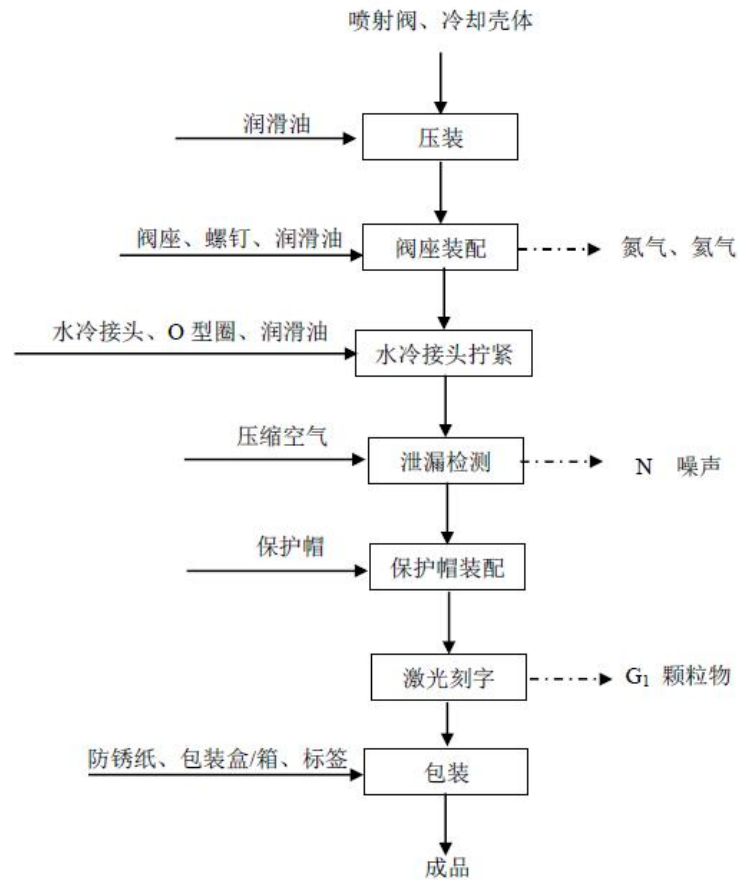 喷射阀、冷却壳体
润滑油
压装
阀座、螺钉、润滑油
阀座装配
氮气、氦气
水冷接头、O 型圈、润滑油
水冷接头拧紧
压缩空气
泄漏检测
N 噪声
保护帽
保护帽装配
激光刻字
G₁ 颗粒物
防锈纸、包装盒/箱、标签
包装
成品